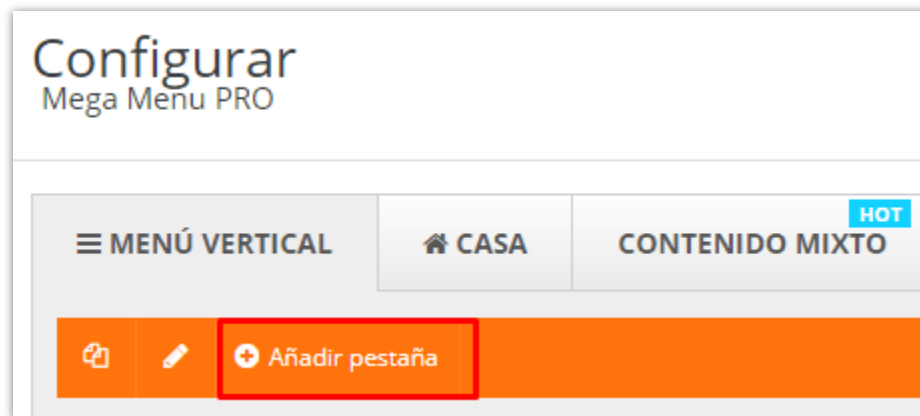 Configurar
Mega Menu PRO
HOT
MENÚ VERTICAL
CASA
CONTENIDO MIXTO
Añadir pestaña